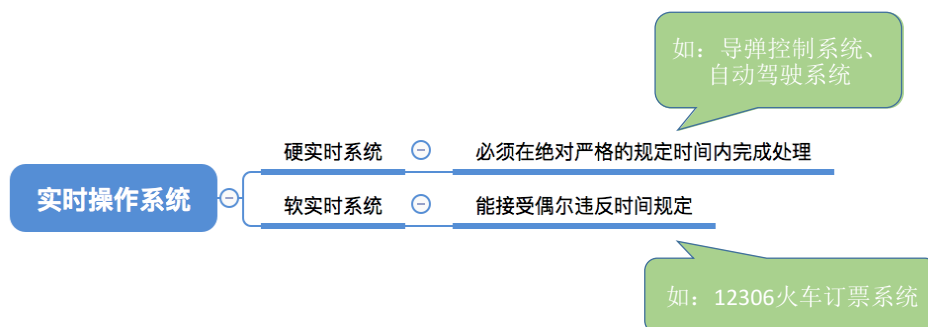 如：导弹控制系统、
自动驾驶系统
硬实时系统
必须在绝对严格的规定时间内完成处理
实时操作系统
软实时系统
能接受偶尔违反时间规定
如：12306火车订票系统